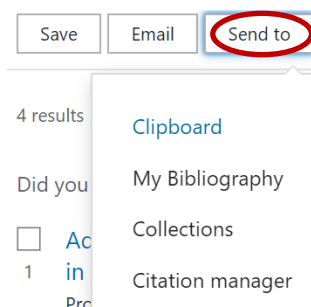 Save Email Send to
Clipboard
4 results
My Bibliography
Did you
Collections
Ac
1 in
Citation manager